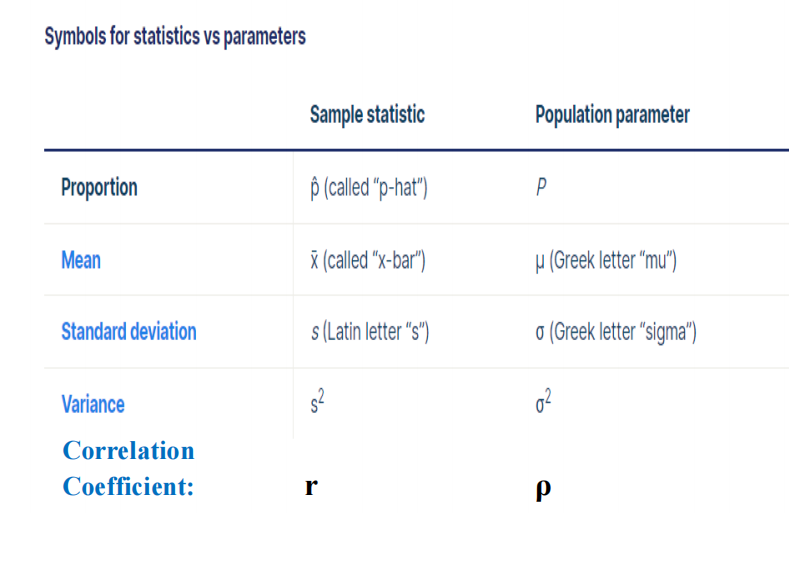 Symbols for statistics vs parameters
Sample statistic Population parameter
Proportion p̂ (called “p-hat”) P
Mean x̄ (called “x-bar”) μ (Greek letter “mu”)
Standard deviation s (Latin letter “s”) σ (Greek letter “sigma”)
Variance s² σ²
Correlation
Coefficient: r ρ